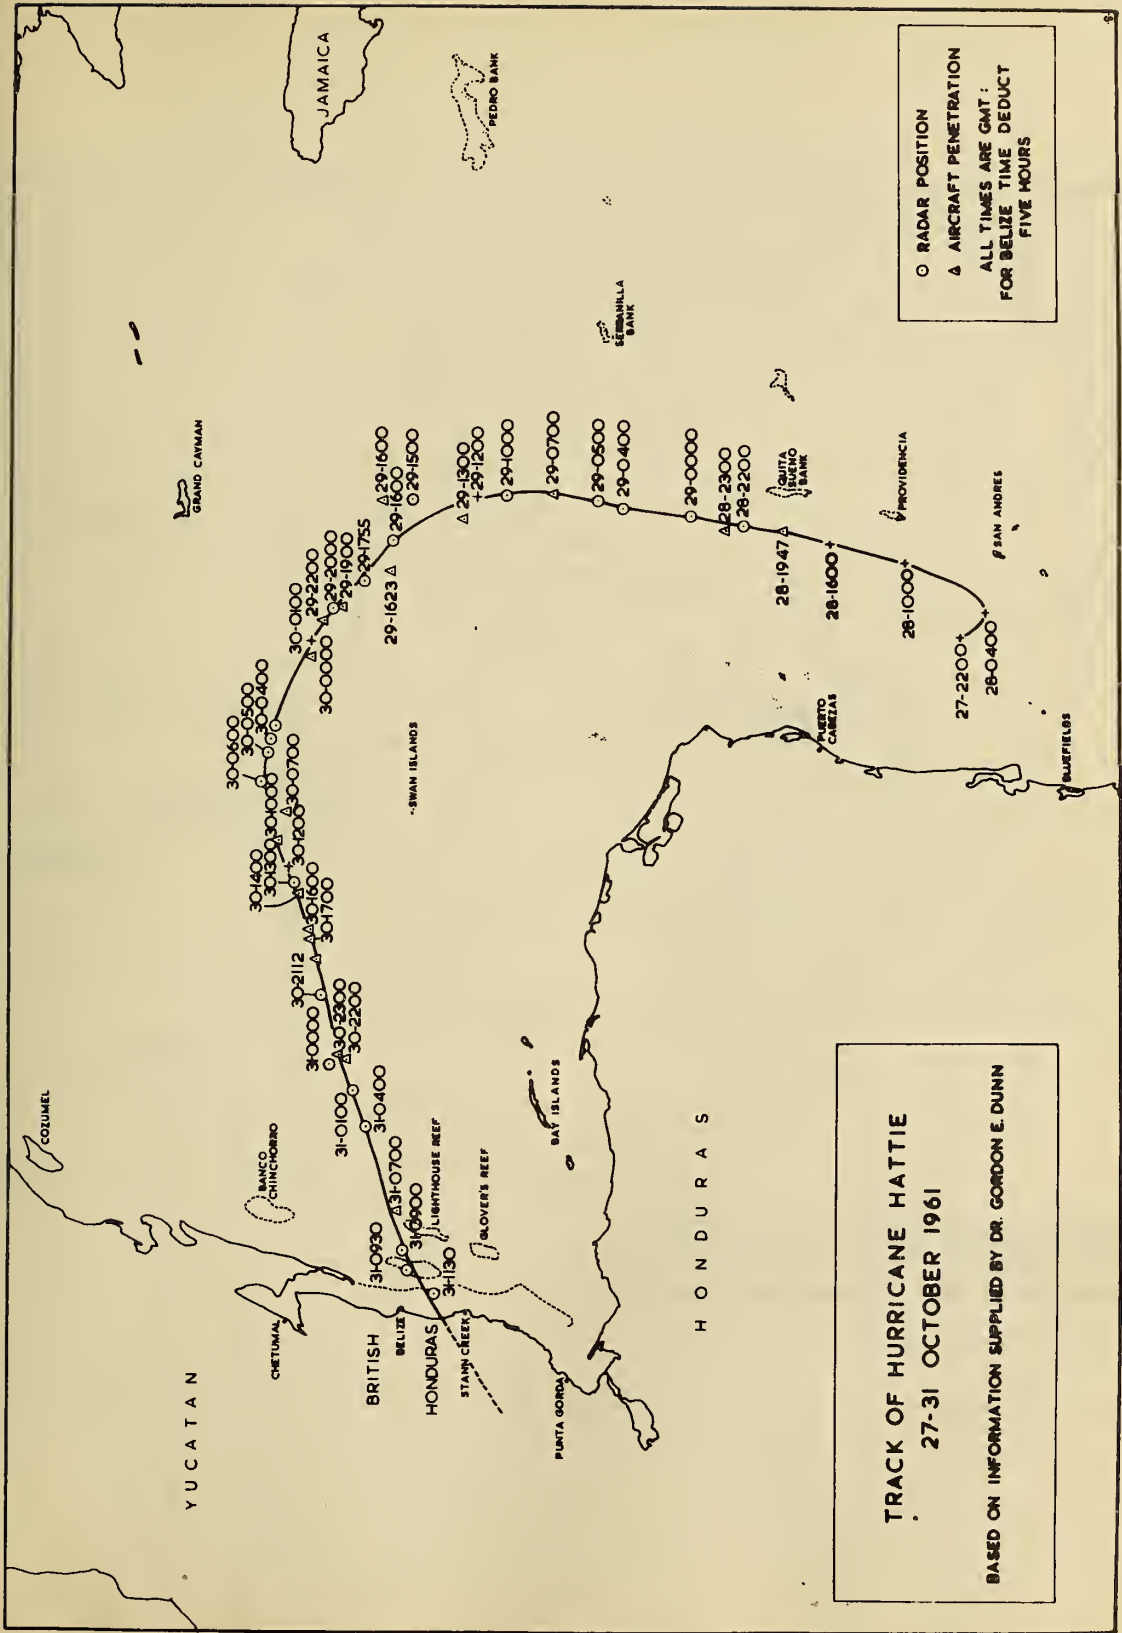 YUCATAN
COZUMEL
GRAND CAYMAN
JAMAICA
PEDRO BANK
CHETUMAL
BANCO
CHINCHORRO
BRITISH
HONDURAS
BELIZE
STANN CREEK
LIGHTHOUSE REEF
GLOVER'S REEF
PUNTA GORDA
BAY ISLANDS
SWAN ISLANDS
HONDURAS
SERRANILLA
BANK
QUITA
SUENO
BANK
PROVIDENCIA
SAN ANDRES
PUERTO
CABEZAS
BLUEFIELDS
27-2200
28-0400
28-1000
28-1600
28-1947
28-2200
28-2300
29-0000
29-0400
29-0500
29-0700
29-1000
29-1200
29-1300
29-1500
29-1600
29-1600
29-1623
29-1755
29-1900
29-2000
29-2200
30-0000
30-0100
30-0400
30-0500
30-0600
30-0700
30-1000
30-1200
30-1300
30-1400
30-1600
30-1700
30-2112
30-2200
30-2300
31-0000
31-0100
31-0400
31-0700
31-0900
31-0930
31-1130
TRACK OF HURRICANE HATTIE
27-31 OCTOBER 1961
BASED ON INFORMATION SUPPLIED BY DR. GORDON E. DUNN
⊙ RADAR POSITION
△ AIRCRAFT PENETRATION
ALL TIMES ARE GMT :
FOR BELIZE TIME DEDUCT
FIVE HOURS